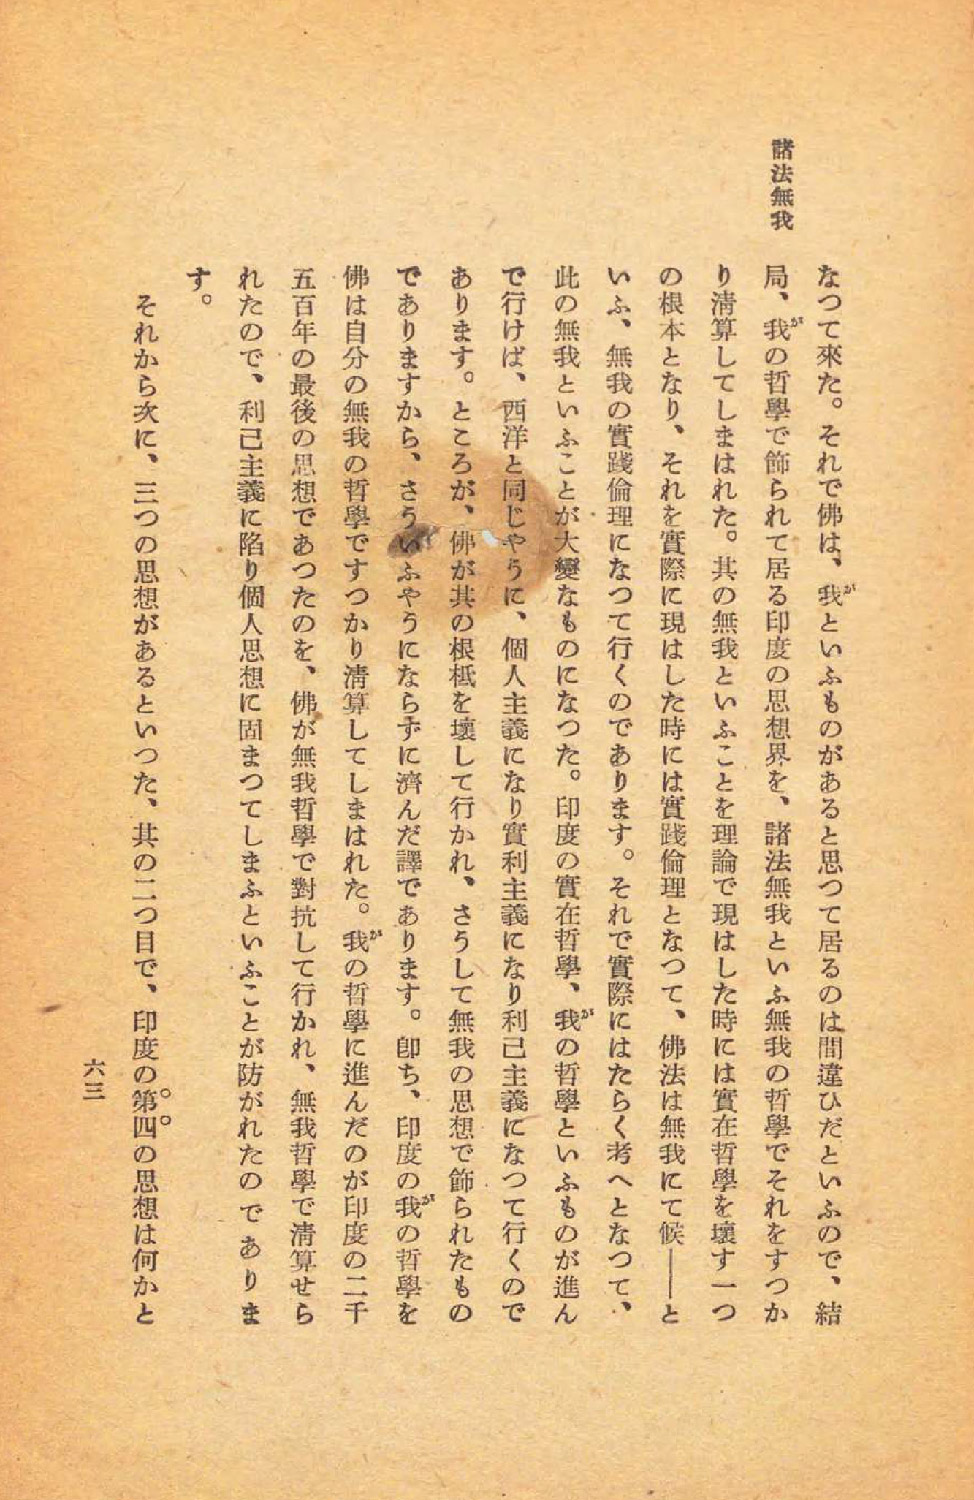 諸法無我
なつて來た。それで佛は、我といふものがあると思つて居るのは間違ひだといふので、結
局、我の哲學で飾られて居る印度の思想界を、諸法無我といふ無我の哲學でそれをすつか
り淸算してしまはれた。其の無我といふことを理論で現はした時には實在哲學を壞す一つ
の根本となり、それを實際に現はした時には實踐倫理となつて、佛法は無我にて候――と
いふ、無我の實踐倫理になつて行くのであります。それで實際にはたらく考へとなつて、
此の無我といふことが大變なものになつた。印度の實在哲學、我の哲學といふものが進ん
で行けば、西洋と同じやうに、個人主義になり實利主義になり利己主義になつて行くので
あります。ところが、佛が其の根柢を壞して行かれ、さうして無我の思想で飾られたもの
でありますから、さういふやうにならずに濟んだ譯であります。卽ち、印度の我の哲學を
佛は自分の無我の哲學ですつかり淸算してしまはれた。我の哲學に進んだのが印度の二千
五百年の最後の思想であつたのを、佛が無我哲學で對抗して行かれ、無我哲學で淸算せら
れたので、利己主義に陷り個人思想に固まつてしまふといふことが防がれたのでありま
す。
それから次に、三つの思想があるといつた、其の二つ目で、印度の第四の思想は何かと
六三